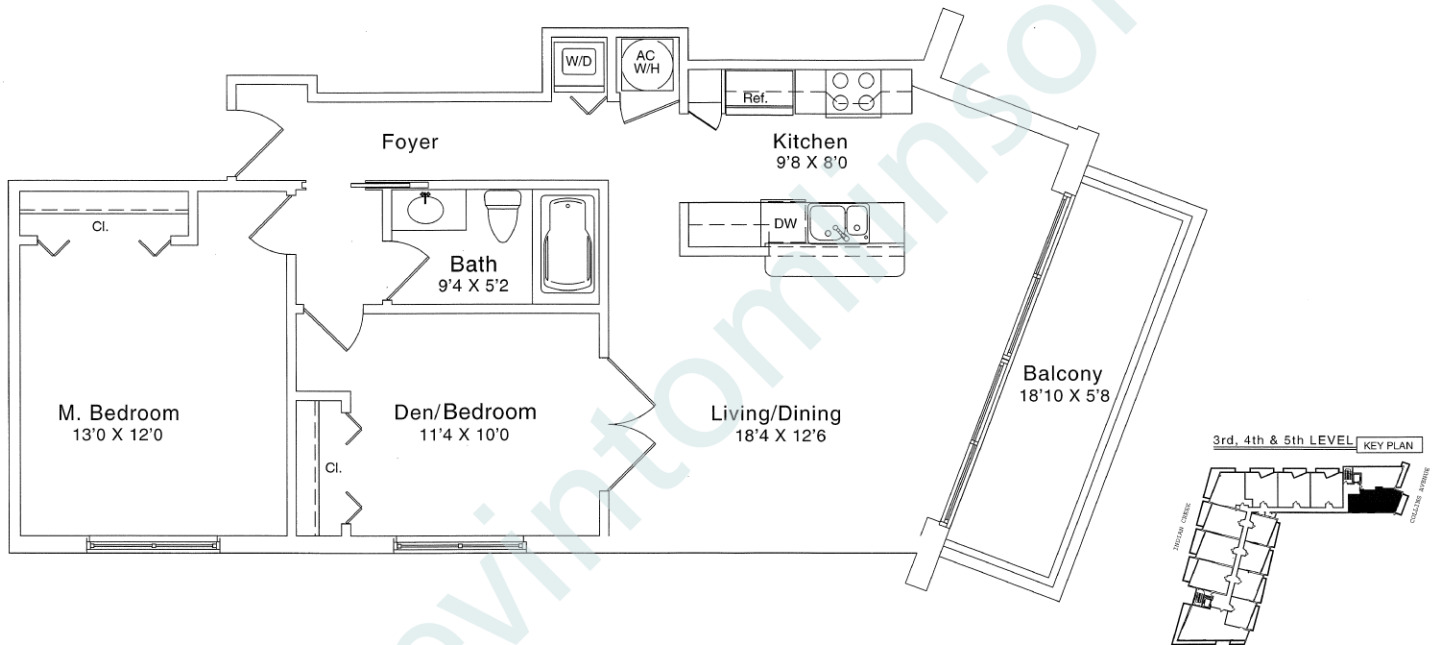 W/D
AC
W/H
Ref.
Foyer
Kitchen
9'8 X 8'0
Cl.
DW
Bath
9'4 X 5'2
Balcony
18'10 X 5'8
M. Bedroom
13'0 X 12'0
Den/Bedroom
11'4 X 10'0
Living/Dining
18'4 X 12'6
Cl.
3rd, 4th & 5th LEVEL KEY PLAN
INDIAN CREEK
COLLINS AVENUE
evintomlinson